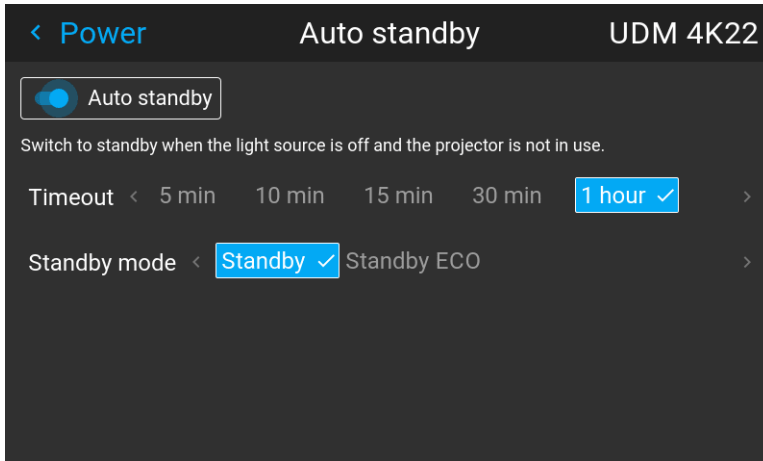 Power Auto standby UDM 4K22
Auto standby
Switch to standby when the light source is off and the projector is not in use.
Timeout 5 min 10 min 15 min 30 min 1 hour
Standby mode Standby Standby ECO